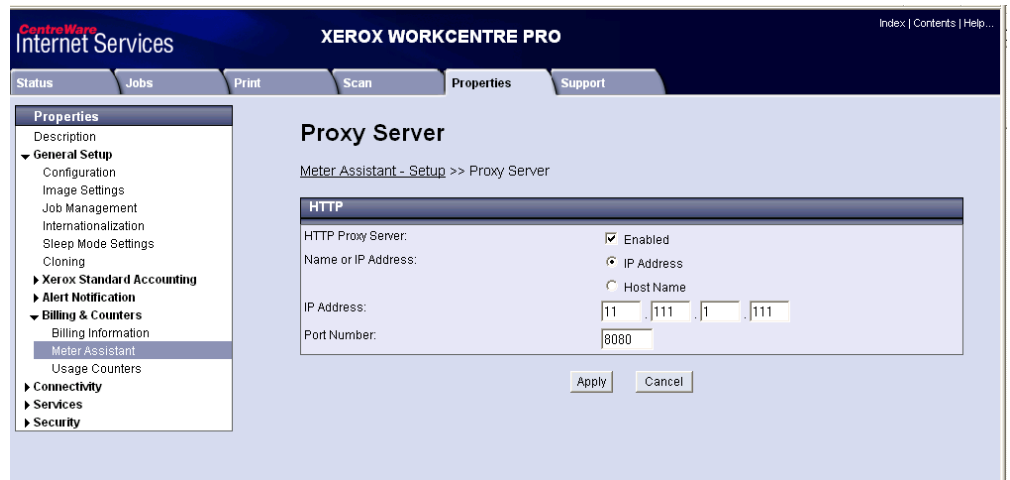 CentreWare
Internet Services
XEROX WORKCENTRE PRO
Index | Contents | Help...
Status
Jobs
Print
Scan
Properties
Support
Properties
Description
General Setup
Configuration
Image Settings
Job Management
Internationalization
Sleep Mode Settings
Cloning
Xerox Standard Accounting
Alert Notification
Billing & Counters
Billing Information
Meter Assistant
Usage Counters
Connectivity
Services
Security
Proxy Server
Meter Assistant - Setup >> Proxy Server
HTTP
HTTP Proxy Server:
Enabled
Name or IP Address:
IP Address
Host Name
IP Address:
11 . 111 . 1 . 111
Port Number:
8080
Apply
Cancel